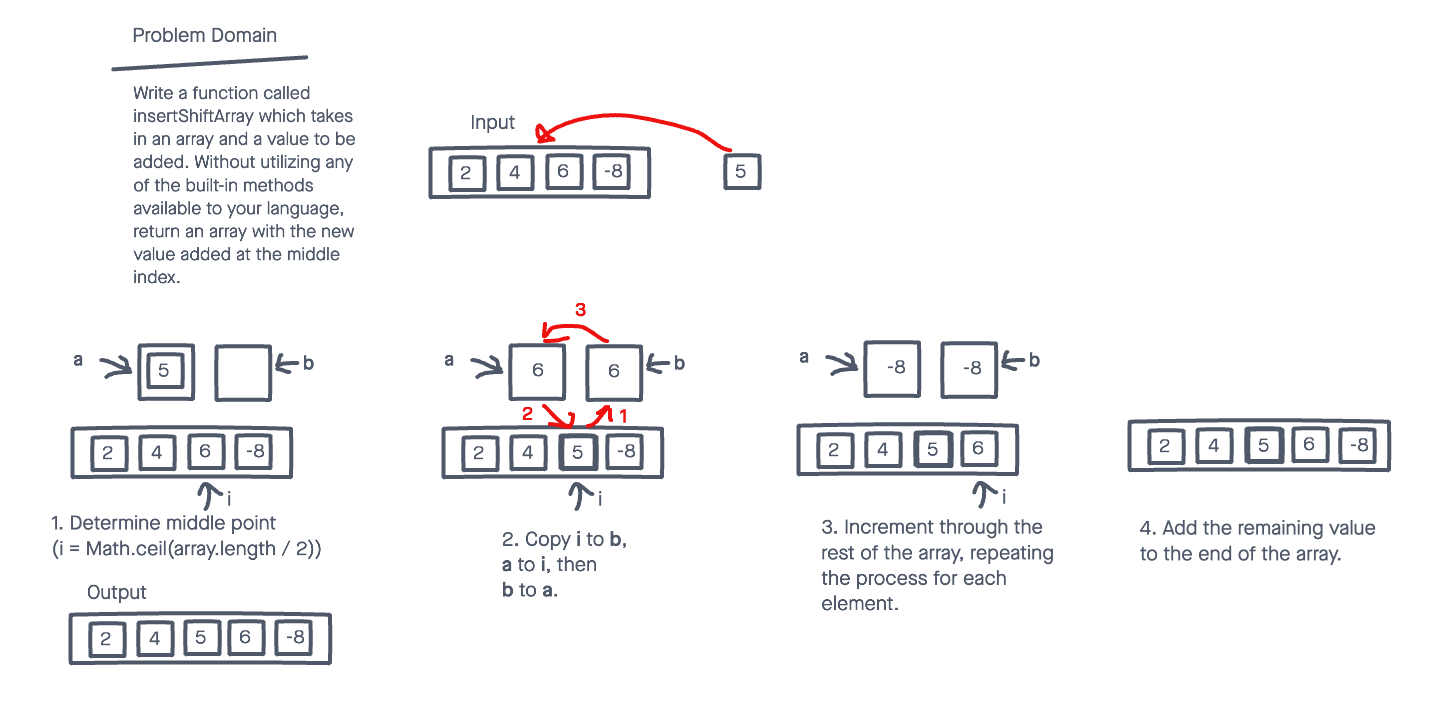 Problem Domain
Write a function called
insertShiftArray which takes
in an array and a value to be
added. Without utilizing any
of the built-in methods
available to your language,
return an array with the new
value added at the middle
index.
Input
2 4 6 -8
5
a 5 b
2 4 6 -8
i
1. Determine middle point
(i = Math.ceil(array.length / 2))
3
a 6 6 b
2 1
2 4 5 -8
i
2. Copy i to b,
a to i, then
b to a.
a -8 -8 b
2 4 5 6
i
3. Increment through the
rest of the array, repeating
the process for each
element.
2 4 5 6 -8
4. Add the remaining value
to the end of the array.
Output
2 4 5 6 -8